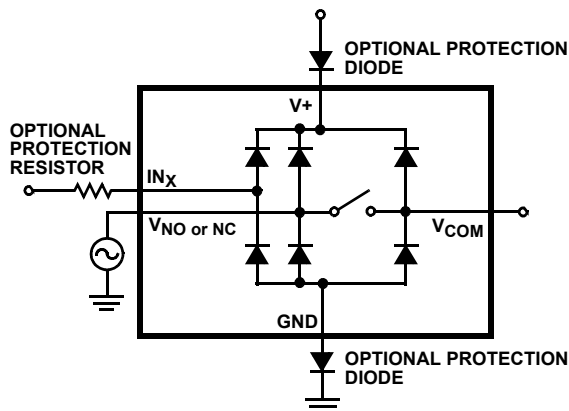 OPTIONAL PROTECTION
DIODE
V+
OPTIONAL
PROTECTION
RESISTOR
INX
VNO or NC
VCOM
GND
OPTIONAL PROTECTION
DIODE